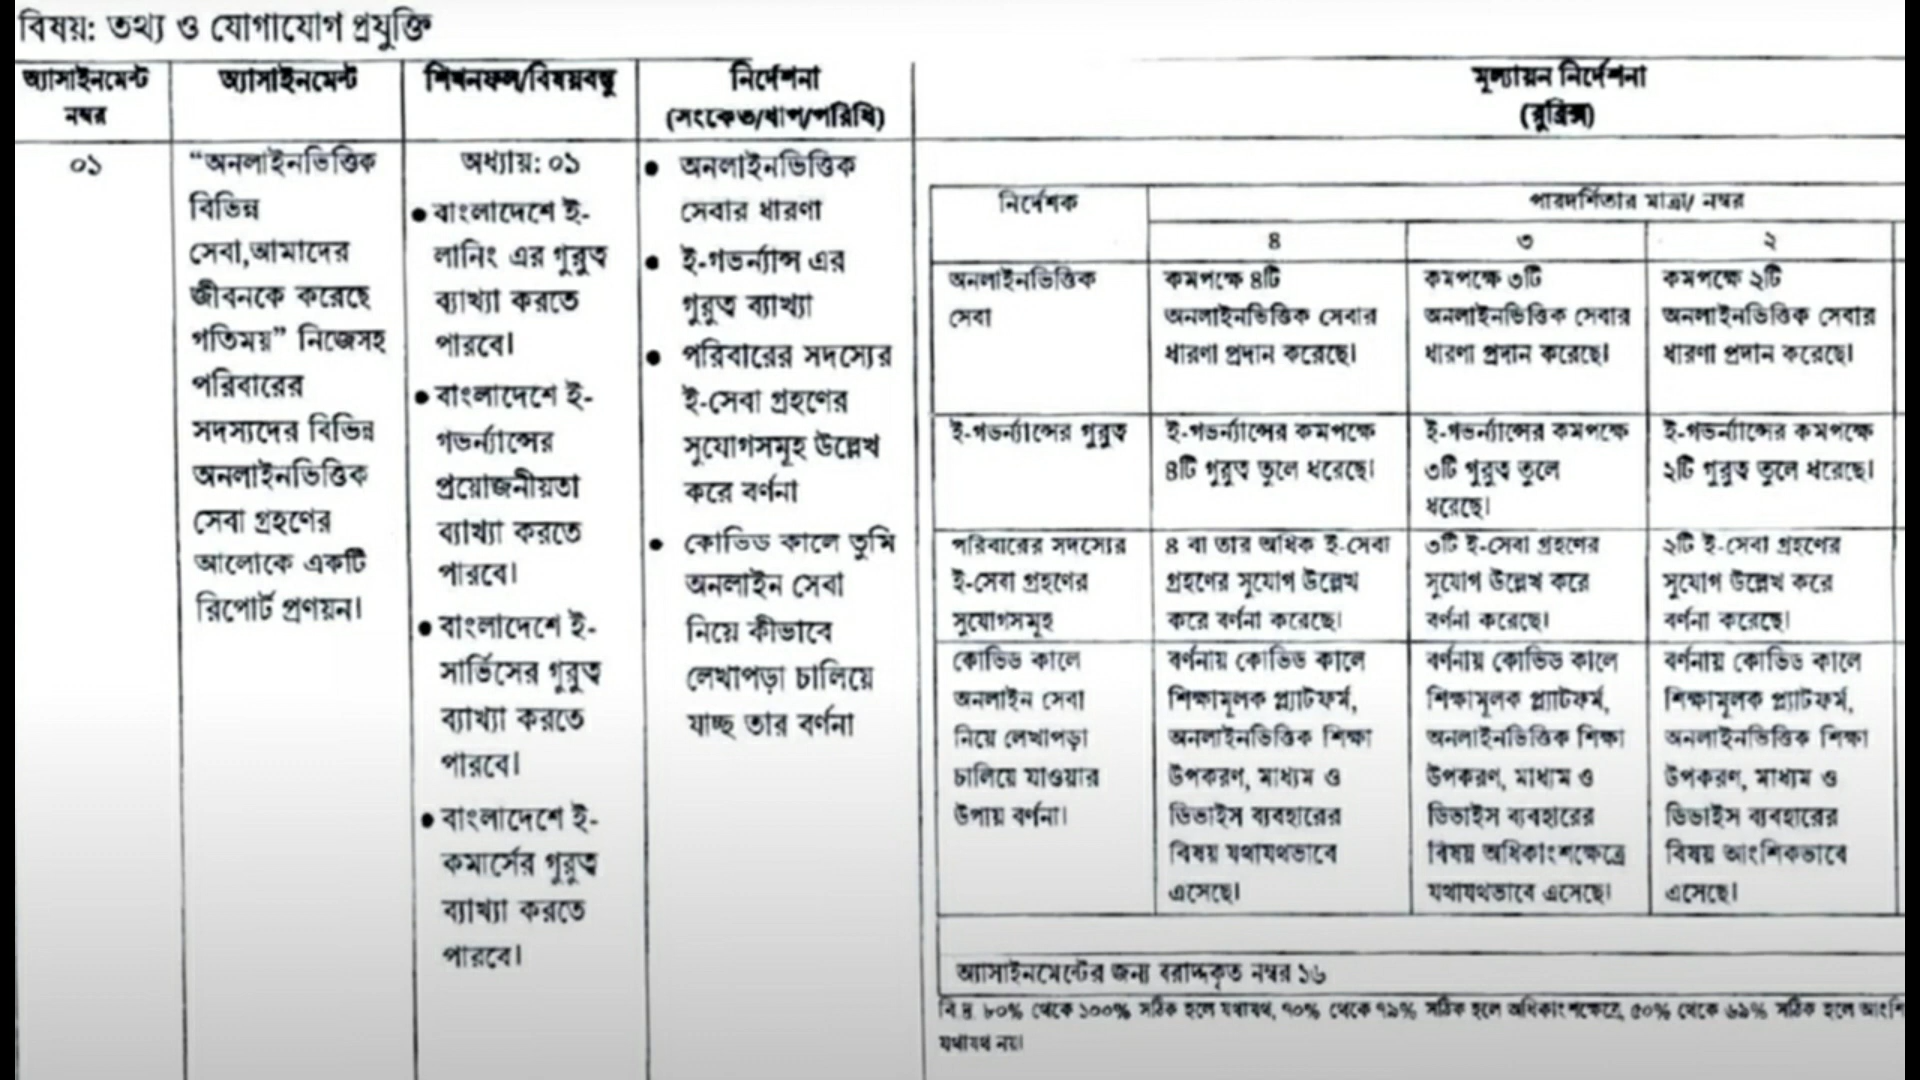 বিষয়: তথ্য ও যোগাযোগ প্রযুক্তি
অ্যাসাইনমেন্ট
নম্বর
অ্যাসাইনমেন্ট
শিখনফল/বিষয়বস্তু
নির্দেশনা
(সংকেত/ধাপ/পরিধি)
মূল্যায়ন নির্দেশনা
(রুব্রিক্স)
০১
“অনলাইনভিত্তিক
বিভিন্ন
সেবা,আমাদের
জীবনকে করেছে
গতিময়” নিজেসহ
পরিবারের
সদস্যদের বিভিন্ন
অনলাইনভিত্তিক
সেবা গ্রহণের
আলোকে একটি
রিপোর্ট প্রণয়ন।
অধ্যায়: ০১
● বাংলাদেশে ই-
লার্নিং এর গুরুত্ব
ব্যাখ্যা করতে
পারবে।
● বাংলাদেশে ই-
গভর্ন্যান্সের
প্রয়োজনীয়তা
ব্যাখ্যা করতে
পারবে।
● বাংলাদেশে ই-
সার্ভিসের গুরুত্ব
ব্যাখ্যা করতে
পারবে।
● বাংলাদেশে ই-
কমার্সের গুরুত্ব
ব্যাখ্যা করতে
পারবে।
● অনলাইনভিত্তিক
সেবার ধারণা
● ই-গভর্ন্যান্স এর
গুরুত্ব ব্যাখ্যা
● পরিবারের সদস্যের
ই-সেবা গ্রহণের
সুযোগসমূহ উল্লেখ
করে বর্ণনা
● কোভিড কালে তুমি
অনলাইন সেবা
নিয়ে কীভাবে
লেখাপড়া চালিয়ে
যাচ্ছ তার বর্ণনা
নির্দেশক
পারদর্শিতার মাত্রা/ নম্বর
৪
৩
২
অনলাইনভিত্তিক
সেবা
কমপক্ষে ৪টি
অনলাইনভিত্তিক সেবার
ধারণা প্রদান করেছে।
কমপক্ষে ৩টি
অনলাইনভিত্তিক সেবার
ধারণা প্রদান করেছে।
কমপক্ষে ২টি
অনলাইনভিত্তিক সেবার
ধারণা প্রদান করেছে।
ই-গভর্ন্যান্সের গুরুত্ব
ই-গভর্ন্যান্সের কমপক্ষে
৪টি গুরুত্ব তুলে ধরেছে।
ই-গভর্ন্যান্সের কমপক্ষে
৩টি গুরুত্ব তুলে
ধরেছে।
ই-গভর্ন্যান্সের কমপক্ষে
২টি গুরুত্ব তুলে ধরেছে।
পরিবারের সদস্যের
ই-সেবা গ্রহণের
সুযোগসমূহ
৪ বা তার অধিক ই-সেবা
গ্রহণের সুযোগ উল্লেখ
করে বর্ণনা করেছে।
৩টি ই-সেবা গ্রহণের
সুযোগ উল্লেখ করে
বর্ণনা করেছে।
২টি ই-সেবা গ্রহণের
সুযোগ উল্লেখ করে
বর্ণনা করেছে।
কোভিড কালে
অনলাইন সেবা
নিয়ে লেখাপড়া
চালিয়ে যাওয়ার
উপায় বর্ণনা।
বর্ণনায় কোভিড কালে
শিক্ষামূলক প্ল্যাটফর্ম,
অনলাইনভিত্তিক শিক্ষা
উপকরণ, মাধ্যম ও
ডিভাইস ব্যবহারের
বিষয় যথাযথভাবে
এসেছে।
বর্ণনায় কোভিড কালে
শিক্ষামূলক প্ল্যাটফর্ম,
অনলাইনভিত্তিক শিক্ষা
উপকরণ, মাধ্যম ও
ডিভাইস ব্যবহারের
বিষয় অধিকাংশক্ষেত্রে
যথাযথভাবে এসেছে।
বর্ণনায় কোভিড কালে
শিক্ষামূলক প্ল্যাটফর্ম,
অনলাইনভিত্তিক শিক্ষা
উপকরণ, মাধ্যম ও
ডিভাইস ব্যবহারের
বিষয় আংশিকভাবে
এসেছে।
অ্যাসাইনমেন্টের জন্য বরাদ্দকৃত নম্বর ১৬
বি.দ্র. ৮০% থেকে ১০০% সঠিক হলে যথাযথ, ৭০% থেকে ৭৯% সঠিক হলে অধিকাংশক্ষেত্রে, ৫০% থেকে ৬৯% সঠিক হলে
যথাযথ নয়।